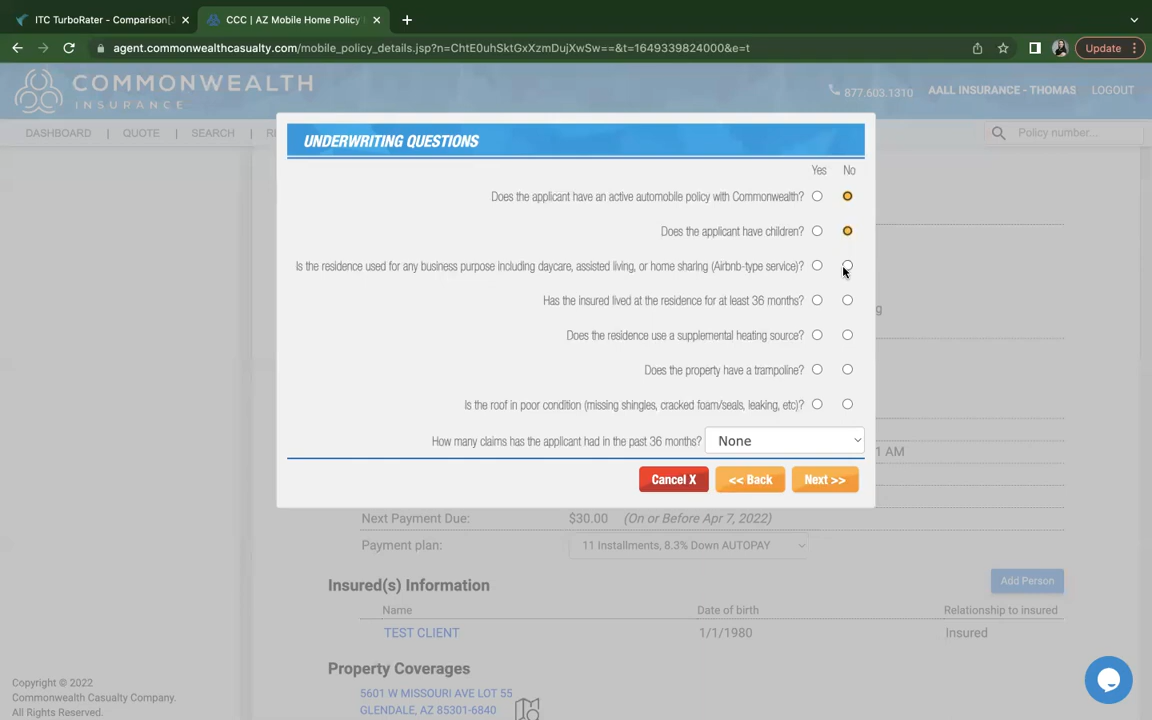 ITC TurboRater - Comparison[
CCC | AZ Mobile Home Policy
agent.commonwealthcasualty.com/mobile_policy_details.jsp?n=ChtE0uhSktGxXzmDujXwSw==&t=1649339824000&e=t
Update
COMMONWEALTH
INSURANCE
877.603.1310
AALL INSURANCE - THOMAS
LOGOUT
DASHBOARD | QUOTE | SEARCH | RE
Policy number...
UNDERWRITING QUESTIONS
Yes No
Does the applicant have an active automobile policy with Commonwealth?
Does the applicant have children?
Is the residence used for any business purpose including daycare, assisted living, or home sharing (Airbnb-type service)?
Has the insured lived at the residence for at least 36 months?
g
Does the residence use a supplemental heating source?
Does the property have a trampoline?
Is the roof in poor condition (missing shingles, cracked foam/seals, leaking, etc)?
How many claims has the applicant had in the past 36 months? None
1 AM
Cancel X << Back Next >>
Next Payment Due: $30.00 (On or Before Apr 7, 2022)
Payment plan: 11 Installments, 8.3% Down AUTOPAY
Insured(s) Information
Add Person
Name Date of birth Relationship to insured
TEST CLIENT 1/1/1980 Insured
Property Coverages
5601 W MISSOURI AVE LOT 55
GLENDALE, AZ 85301-6840
Copyright © 2022
Commonwealth Casualty Company.
All Rights Reserved.